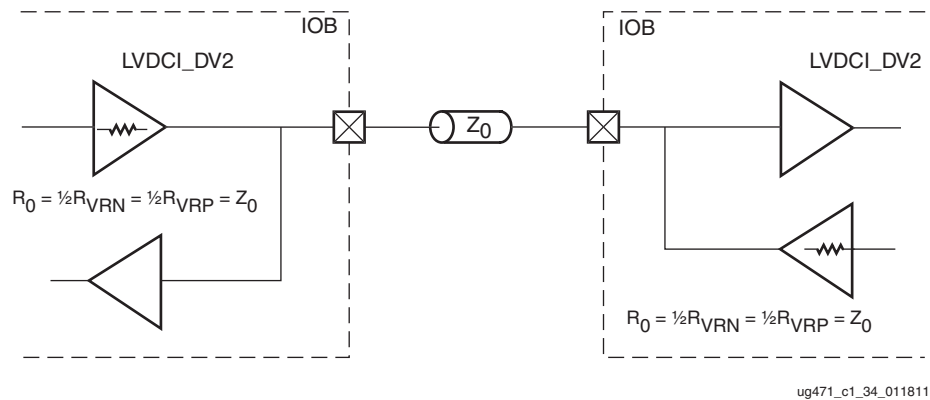 IOB
IOB
LVDCI_DV2
LVDCI_DV2
Z0
R0 = ½RVRN = ½RVRP = Z0
R0 = ½RVRN = ½RVRP = Z0
ug471_c1_34_011811